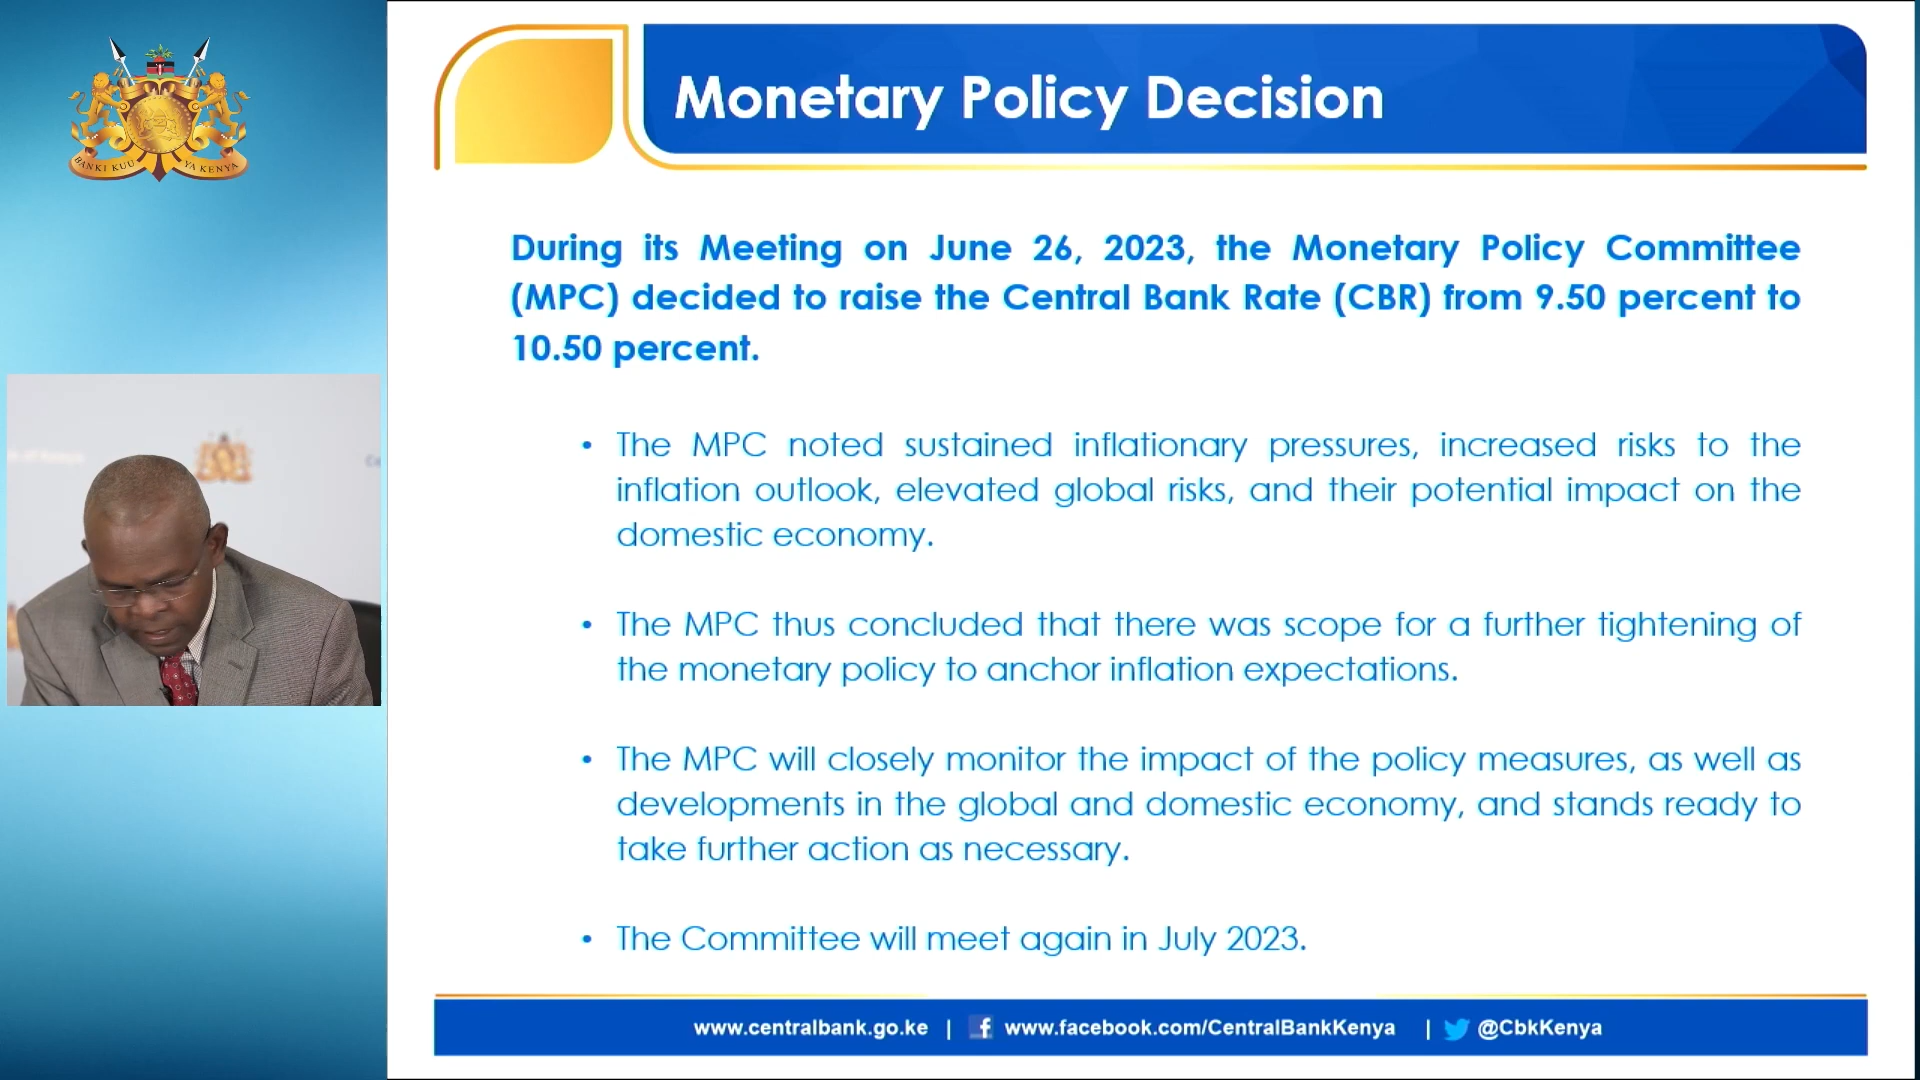 BANKI KUU YA KENYA
Monetary Policy Decision
During its Meeting on June 26, 2023, the Monetary Policy Committee
(MPC) decided to raise the Central Bank Rate (CBR) from 9.50 percent to
10.50 percent.
• The MPC noted sustained inflationary pressures, increased risks to the
inflation outlook, elevated global risks, and their potential impact on the
domestic economy.
• The MPC thus concluded that there was scope for a further tightening of
the monetary policy to anchor inflation expectations.
• The MPC will closely monitor the impact of the policy measures, as well as
developments in the global and domestic economy, and stands ready to
take further action as necessary.
• The Committee will meet again in July 2023.
www.centralbank.go.ke | www.facebook.com/CentralBankKenya | @CbkKenya